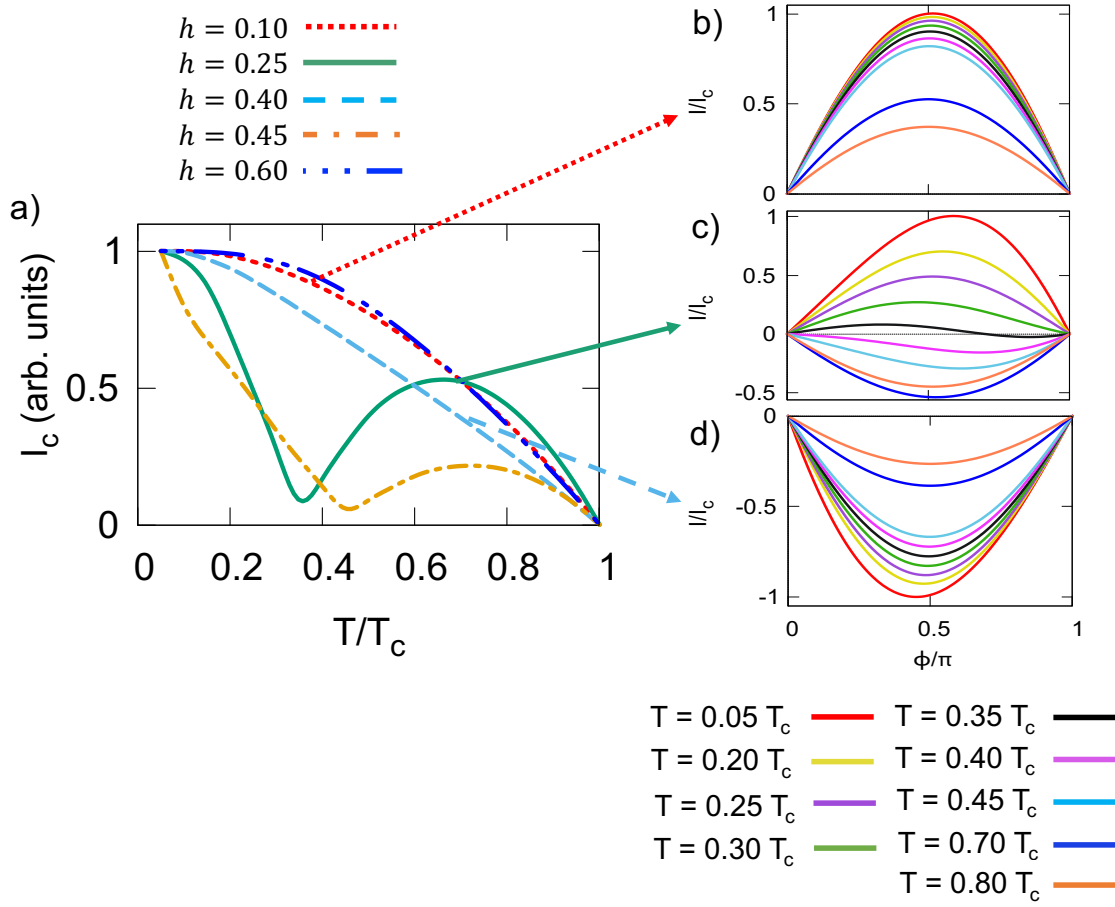 h = 0.10
h = 0.25
h = 0.40
h = 0.45
h = 0.60
a)
I_c (arb. units)
1
0.5
0
0 0.2 0.4 0.6 0.8 1
T/T_c
b)
I/I_c
1
0.5
0
c)
I/I_c
1
0.5
0
-0.5
d)
I/I_c
0
-0.5
-1
0 0.5 1
ϕ/π
T = 0.05 T_c
T = 0.20 T_c
T = 0.25 T_c
T = 0.30 T_c
T = 0.35 T_c
T = 0.40 T_c
T = 0.45 T_c
T = 0.70 T_c
T = 0.80 T_c